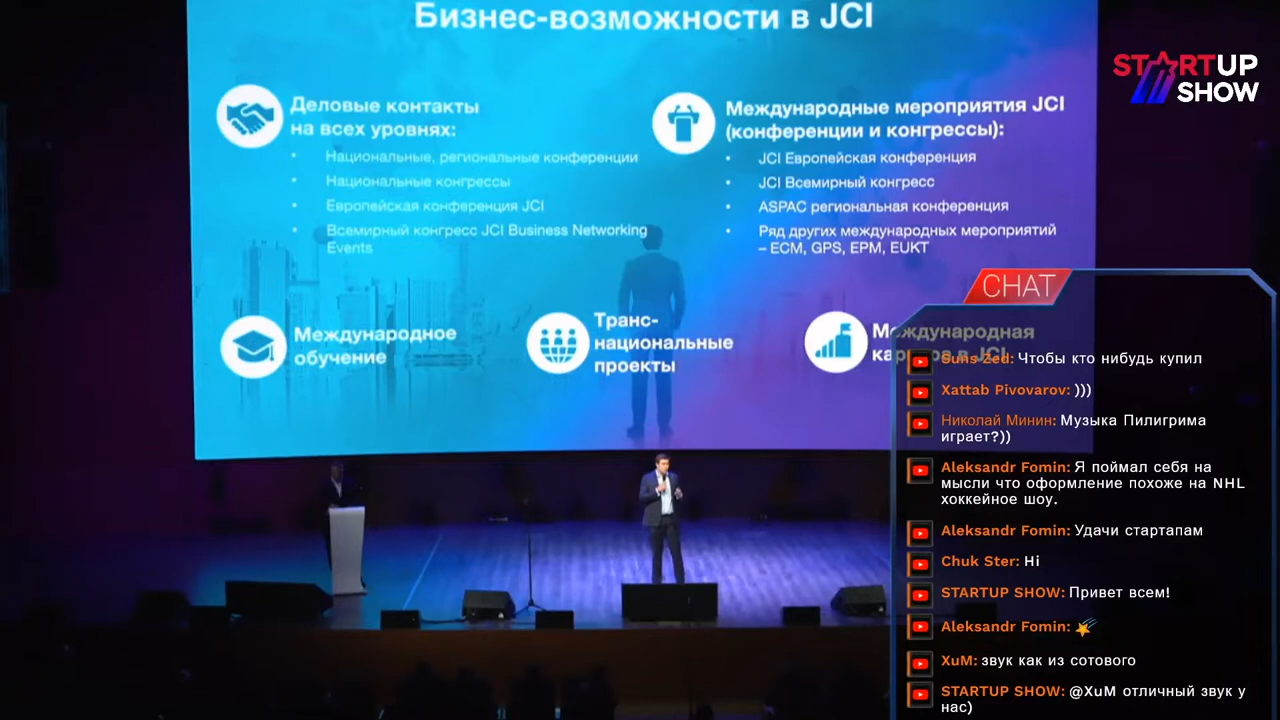 Бизнес-возможности в JCI
STARTUP
SHOW
Деловые контакты
на всех уровнях:
• Национальные, региональные конференции
• Национальные конгрессы
• Европейская конференция JCI
• Всемирный конгресс JCI Business Networking
Events
Международные мероприятия JCI
(конференции и конгрессы):
• JCI Европейская конференция
• JCI Всемирный конгресс
• ASPAC региональная конференция
• Ряд других международных мероприятий
– ECM, GPS, EPM, EUKT
Международное
обучение
Транс-
национальные
проекты
Международная
карьера в JCI
CHAT
Suns Zed: Чтобы кто нибудь купил
Xattab Pivovarov: )))
Николай Минин: Музыка Пилигрима
играет?))
Aleksandr Fomin: Я поймал себя на
мысли что оформление похоже на NHL
хоккейное шоу.
Aleksandr Fomin: Удачи стартапам
Chuk Ster: Hi
STARTUP SHOW: Привет всем!
Aleksandr Fomin:
XuM: звук как из сотового
STARTUP SHOW: @XuM отличный звук у
нас)